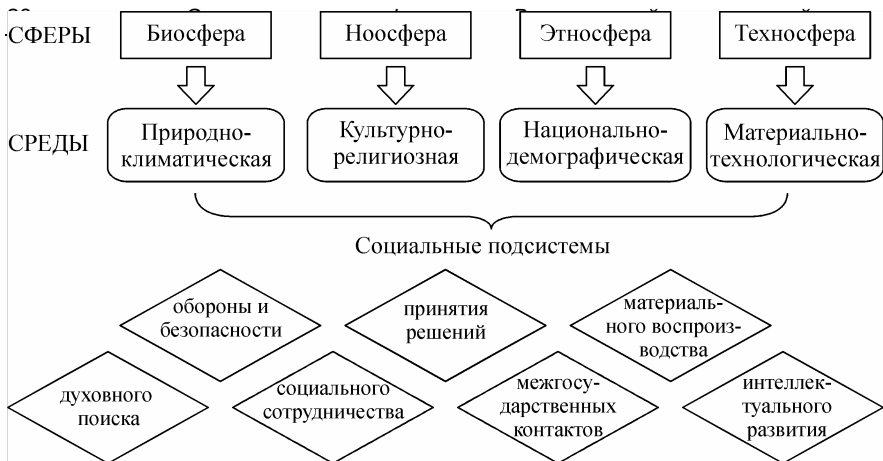 СФЕРЫ
Биосфера
Ноосфера
Этносфера
Техносфера
СРЕДЫ
Природно-
климатическая
Культурно-
религиозная
Национально-
демографическая
Материально-
технологическая
Социальные подсистемы
обороны и
безопасности
принятия
решений
материаль-
ного воспроиз-
водства
духовного
поиска
социального
сотрудничества
межгосу-
дарственных
контактов
интеллек-
туального
развития